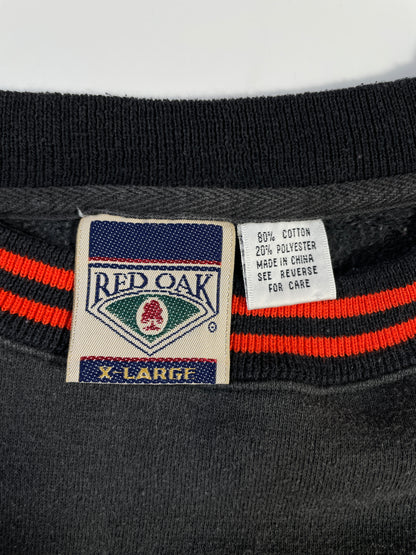 RED OAK
®
X-LARGE
80% COTTON
20% POLYESTER
MADE IN CHINA
SEE REVERSE
FOR CARE